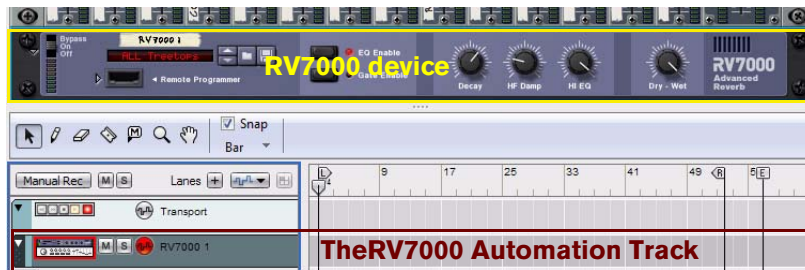 Bypass
On
Off
RV7000 1
ALL Treetops
Remote Programmer
EQ Enable
Gate Enable
RV7000 device
Decay
HF Damp
HI EQ
Dry - Wet
RV7000
Advanced
Reverb
M
Snap
Bar
Manual Rec M S Lanes +
L 9 17 25 33 41 49 R E
Transport
M S RV7000 1
TheRV7000 Automation Track